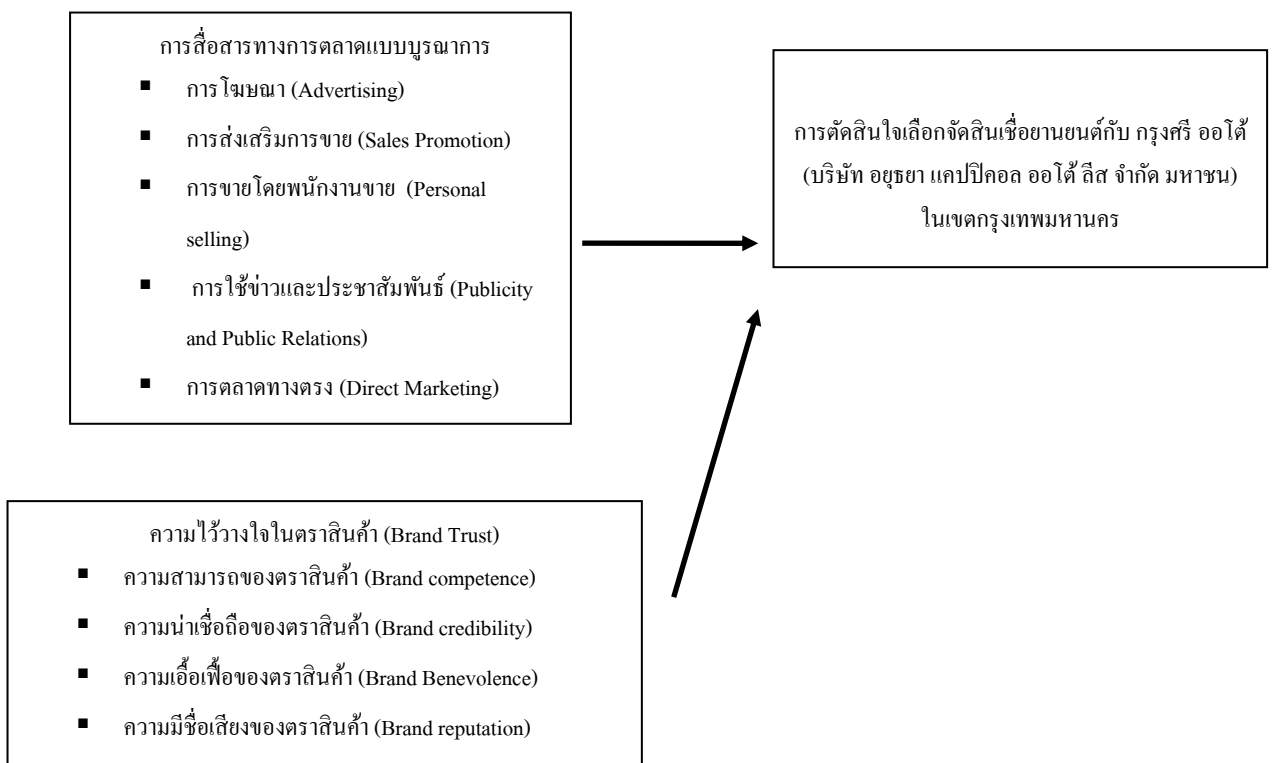 การสื่อสารทางการตลาดแบบบูรณาการ
▪ การโฆษณา (Advertising)
▪ การส่งเสริมการขาย (Sales Promotion)
▪ การขายโดยพนักงานขาย (Personal
selling)
▪ การใช้ข่าวและประชาสัมพันธ์ (Publicity
and Public Relations)
▪ การตลาดทางตรง (Direct Marketing)
การตัดสินใจเลือกจัดสินเชื่อยานยนต์กับ กรุงศรี ออโต้
(บริษัท อยุธยา แคปปิคอล ออโต้ ลีส จำกัด มหาชน)
ในเขตกรุงเทพมหานคร
ความไว้วางใจในตราสินค้า (Brand Trust)
▪ ความสามารถของตราสินค้า (Brand competence)
▪ ความน่าเชื่อถือของตราสินค้า (Brand credibility)
▪ ความเอื้อเฟื้อของตราสินค้า (Brand Benevolence)
▪ ความมีชื่อเสียงของตราสินค้า (Brand reputation)